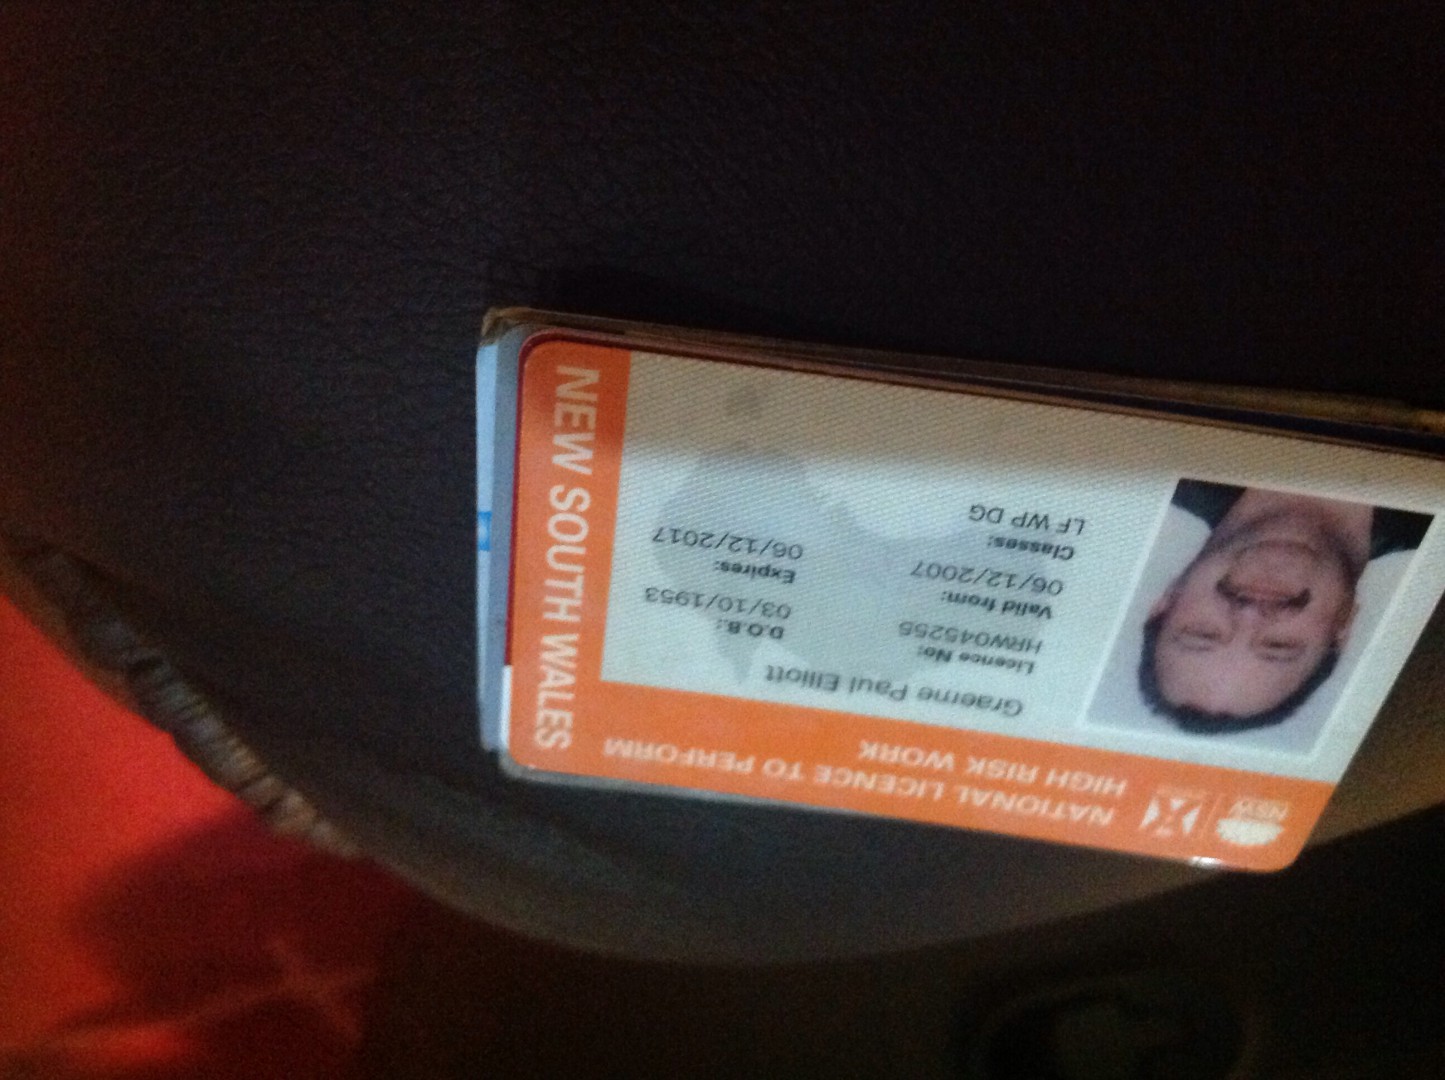 NSW
NATIONAL LICENCE TO PERFORM
HIGH RISK WORK
NEW SOUTH WALES
Graeme Paul Elliott
Licence No:
HRW045255
D.O.B.:
03/10/1953
Valid from:
06/12/2007
Expires:
06/12/2017
Classes:
LF WP DG